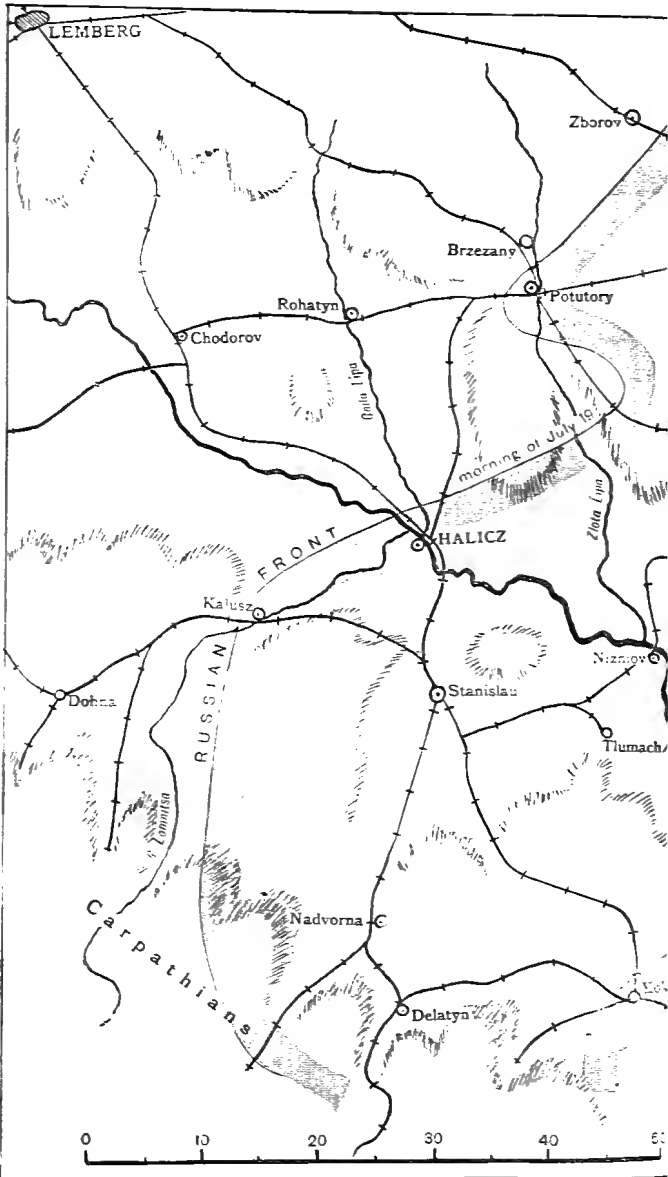 LEMBERG
Zborov
Brzezany
Potutory
Rohatyn
Chodorov
Gnila Lipa
morning of July 19
HALICZ
FRONT
Zlota Lipa
Kalusz
RUSSIAN
Nizniov
Stanislau
Dolina
Tlumach
Lomnitsa
Carpathians
Nadvorna
Delatyn
0 10 20 30 40